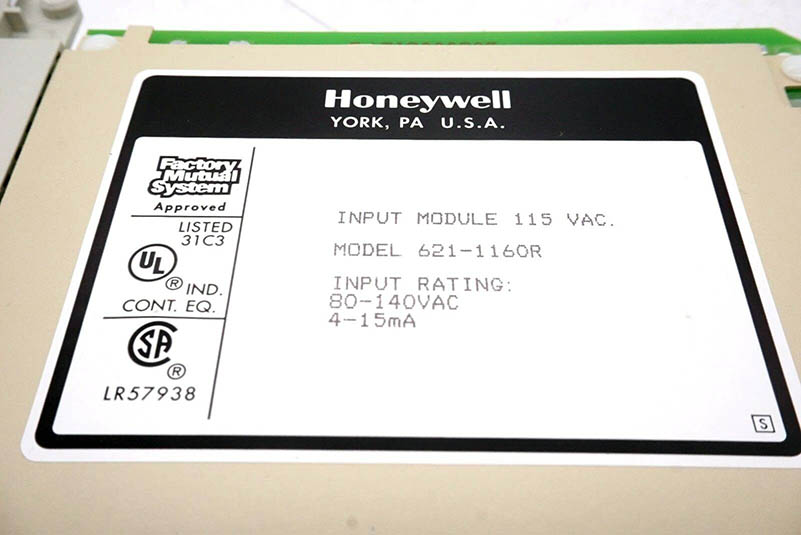 Honeywell
YORK, PA U.S.A.
Factory
Mutual
System
Approved
LISTED
31C3
UL
® IND.
CONT. EQ.
SA
®
LR57938
INPUT MODULE 115 VAC.
MODEL 621-1160R
INPUT RATING:
80-140VAC
4-15mA
S